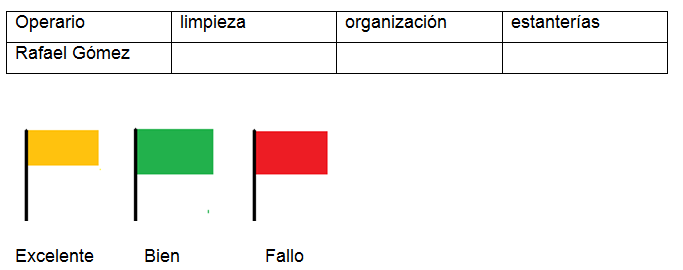 Operario limpieza organización estanterías
Rafael Gómez
Excelente Bien Fallo